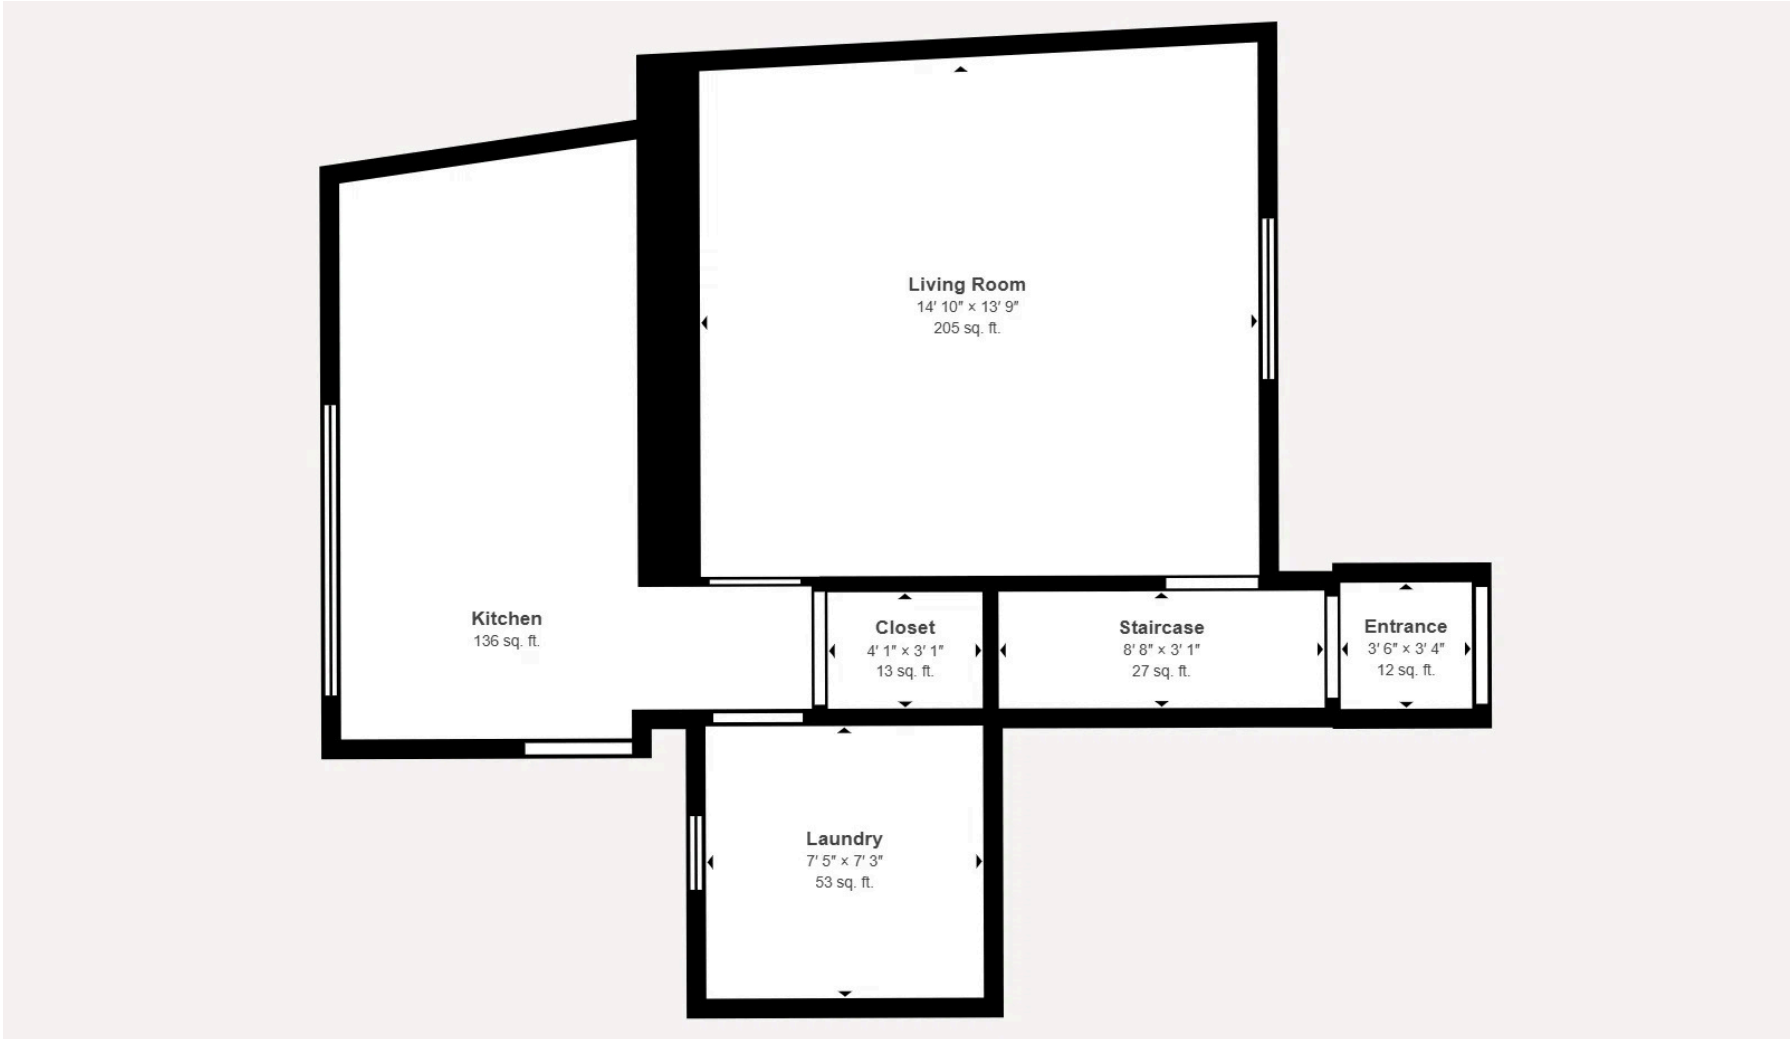 Living Room
14' 10" × 13' 9"
205 sq. ft.
Kitchen
136 sq. ft.
Closet
4' 1" × 3' 1"
13 sq. ft.
Staircase
8' 8" × 3' 1"
27 sq. ft.
Entrance
3' 6" × 3' 4"
12 sq. ft.
Laundry
7' 5" × 7' 3"
53 sq. ft.